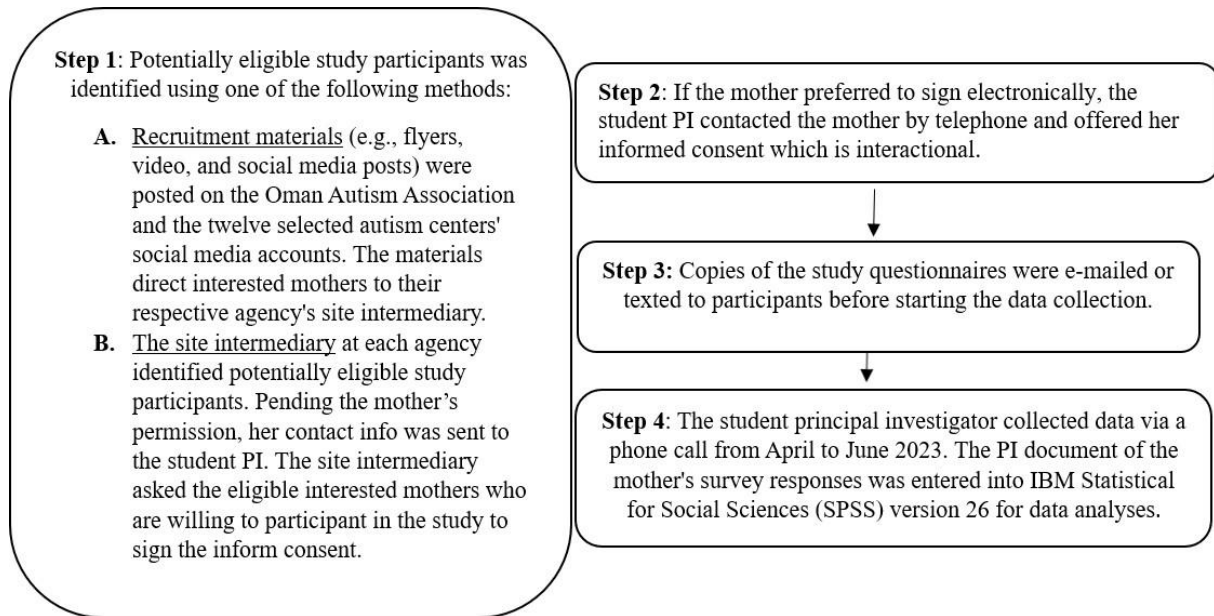 Step 1: Potentially eligible study participants was
identified using one of the following methods:
A. Recruitment materials (e.g., flyers,
video, and social media posts) were
posted on the Oman Autism Association
and the twelve selected autism centers'
social media accounts. The materials
direct interested mothers to their
respective agency's site intermediary.
B. The site intermediary at each agency
identified potentially eligible study
participants. Pending the mother’s
permission, her contact info was sent to
the student PI. The site intermediary
asked the eligible interested mothers who
are willing to participant in the study to
sign the inform consent.
Step 2: If the mother preferred to sign electronically, the
student PI contacted the mother by telephone and offered her
informed consent which is interactional.
Step 3: Copies of the study questionnaires were e-mailed or
texted to participants before starting the data collection.
Step 4: The student principal investigator collected data via a
phone call from April to June 2023. The PI document of the
mother's survey responses was entered into IBM Statistical
for Social Sciences (SPSS) version 26 for data analyses.